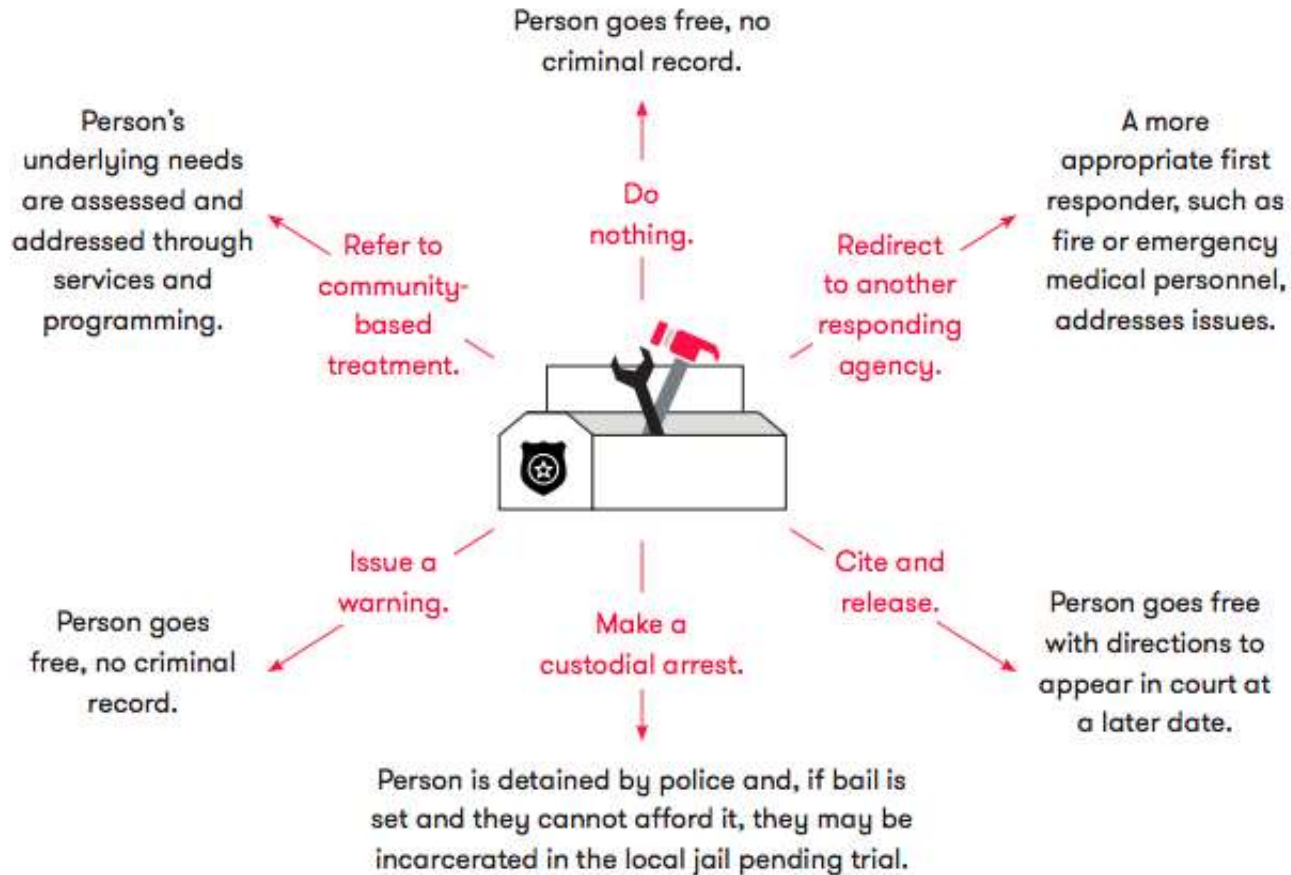 Person goes free, no
criminal record.
Do
nothing.
A more
appropriate first
responder, such as
fire or emergency
medical personnel,
addresses issues.
Redirect
to another
responding
agency.
Person goes free
with directions to
appear in court at
a later date.
Cite and
release.
Person is detained by police and, if bail is
set and they cannot afford it, they may be
incarcerated in the local jail pending trial.
Make a
custodial arrest.
Person goes
free, no criminal
record.
Issue a
warning.
Person's
underlying needs
are assessed and
addressed through
services and
programming.
Refer to
community-
based
treatment.